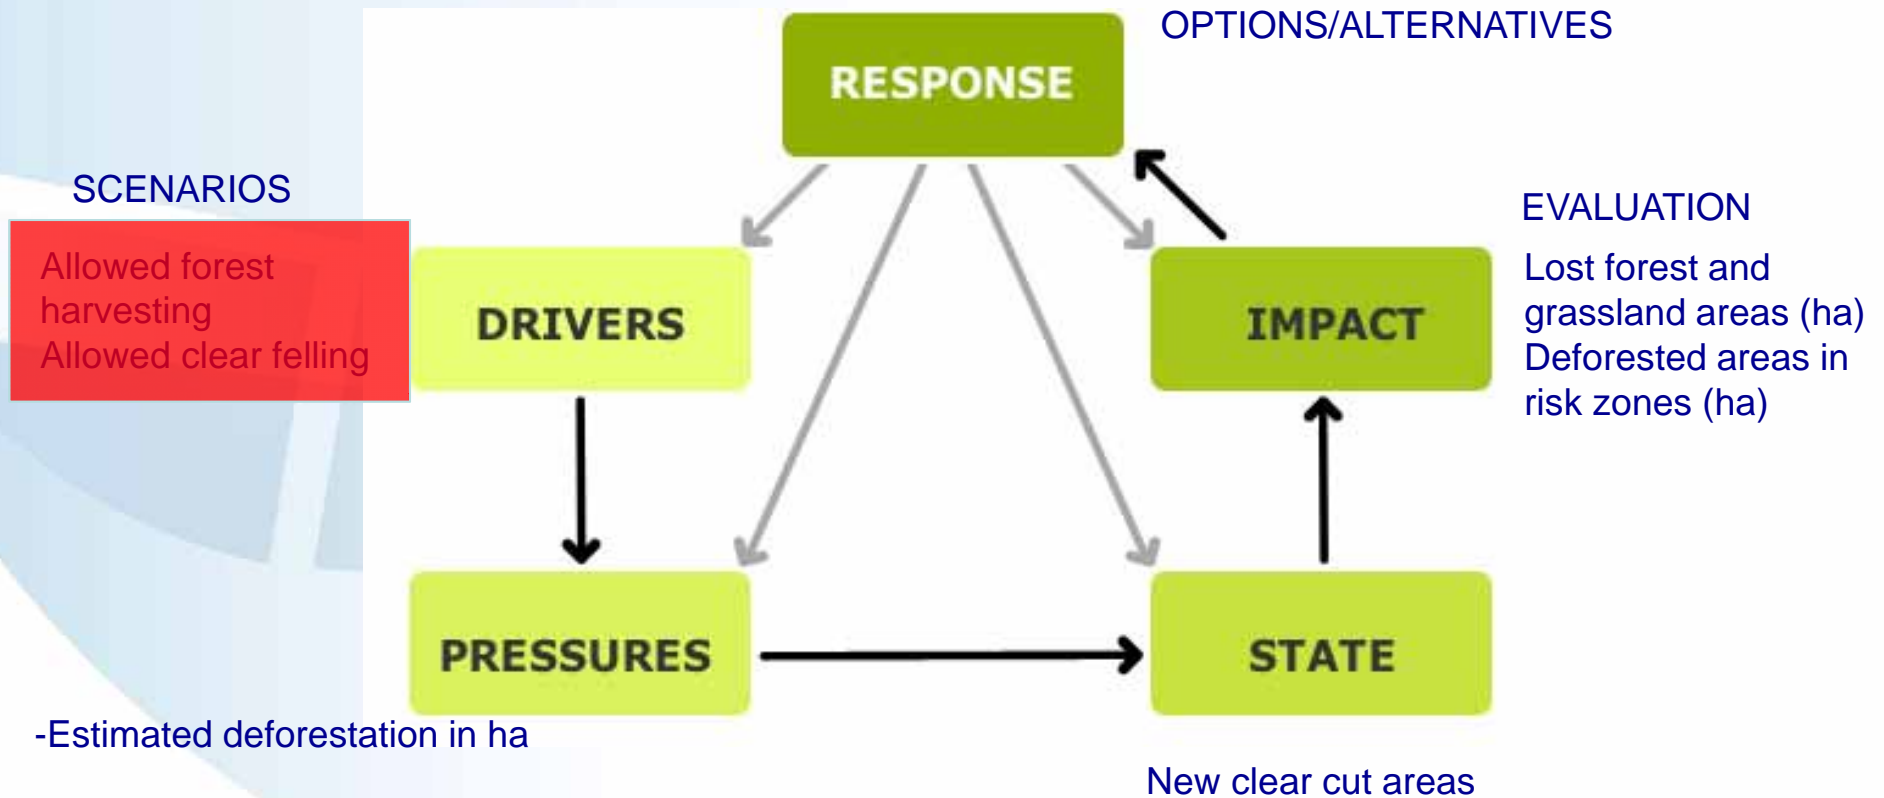 OPTIONS/ALTERNATIVES
RESPONSE
SCENARIOS
EVALUATION
Allowed forest
harvesting
Allowed clear felling
DRIVERS
IMPACT
Lost forest and
grassland areas (ha)
Deforested areas in
risk zones (ha)
PRESSURES
STATE
-Estimated deforestation in ha
New clear cut areas